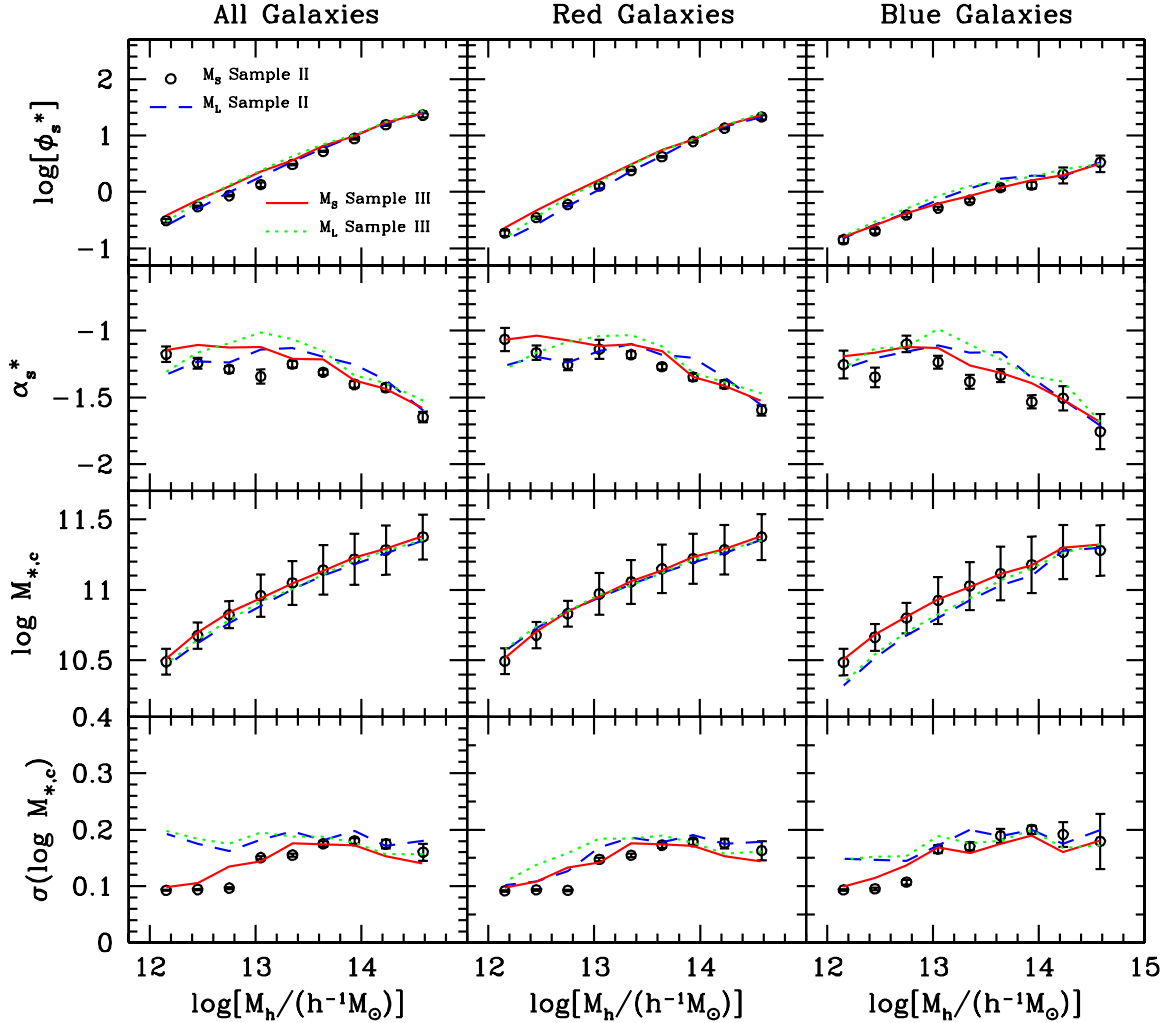 All Galaxies Red Galaxies Blue Galaxies
log[ϕs*]
2
1
0
−1
Ms Sample II
ML Sample II
Ms Sample III
ML Sample III
αs*
−1
−1.5
−2
log M*,c
11.5
11
10.5
σ(log M*,c)
0.4
0.3
0.2
0.1
0
12 13 14 12 13 14 12 13 14 15
log[Mh/(h−1M⊙)] log[Mh/(h−1M⊙)] log[Mh/(h−1M⊙)]